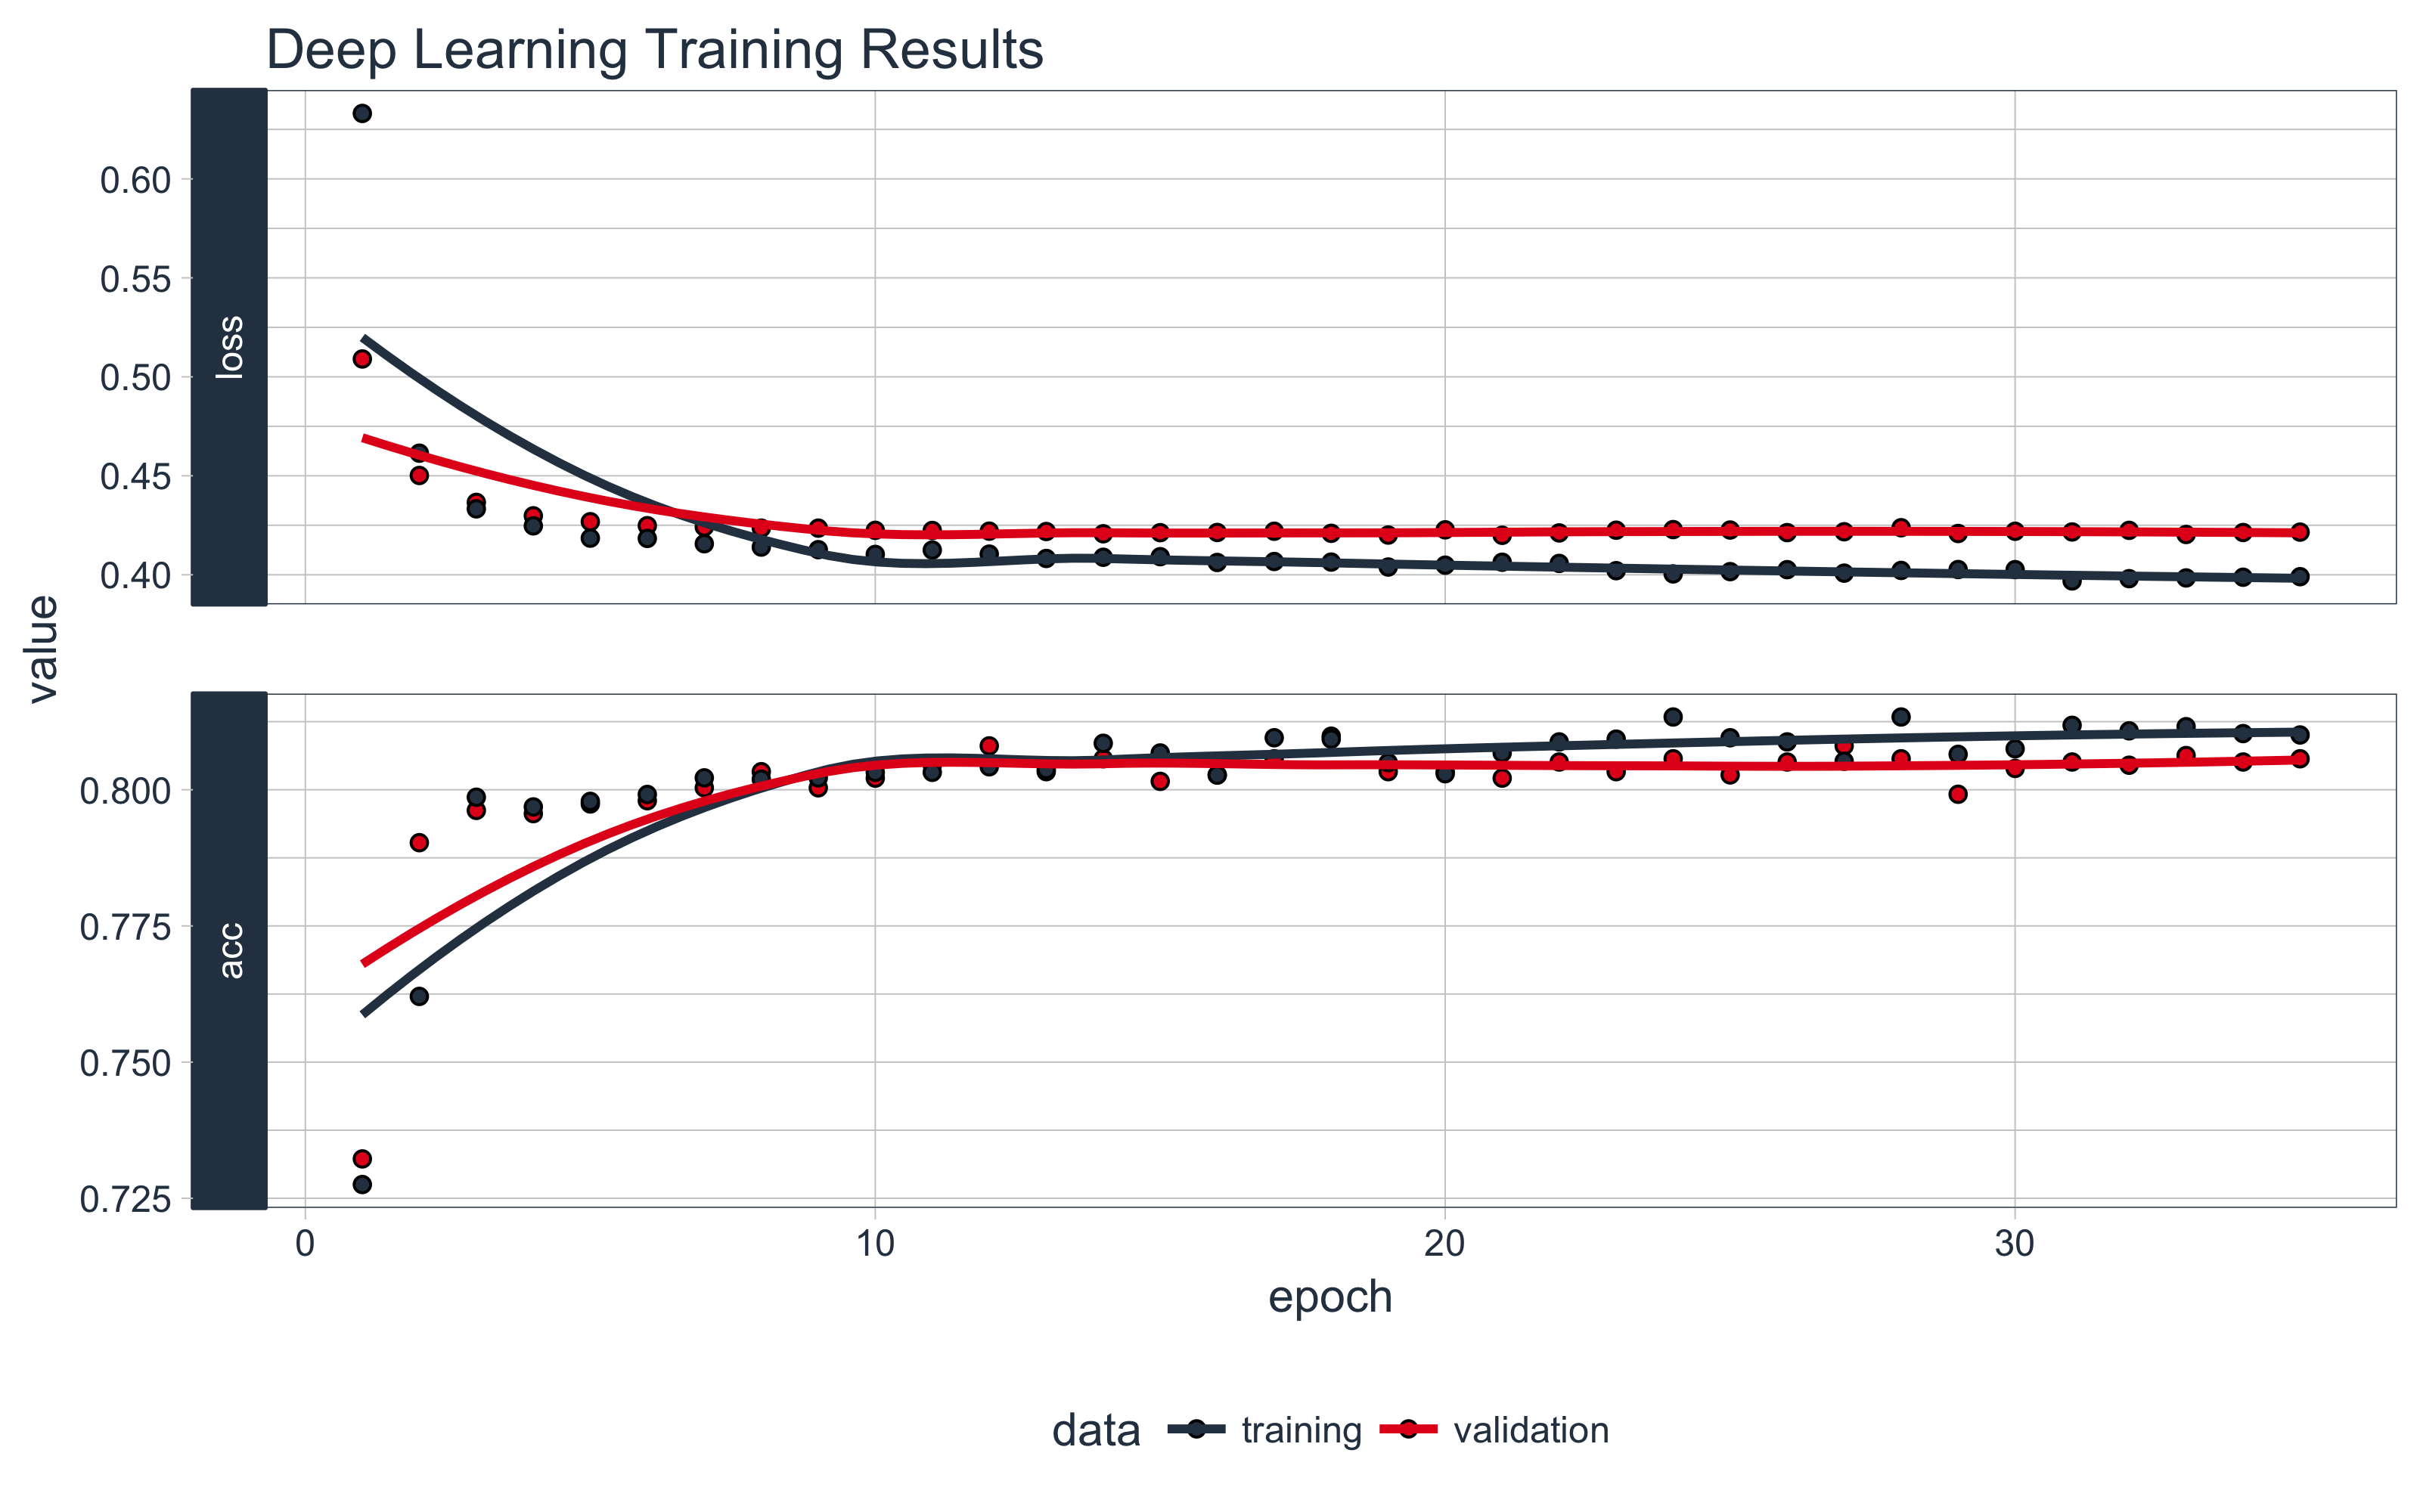 Deep Learning Training Results
value
loss
0.60
0.55
0.50
0.45
0.40
acc
0.800
0.775
0.750
0.725
0 10 20 30
epoch
data training validation